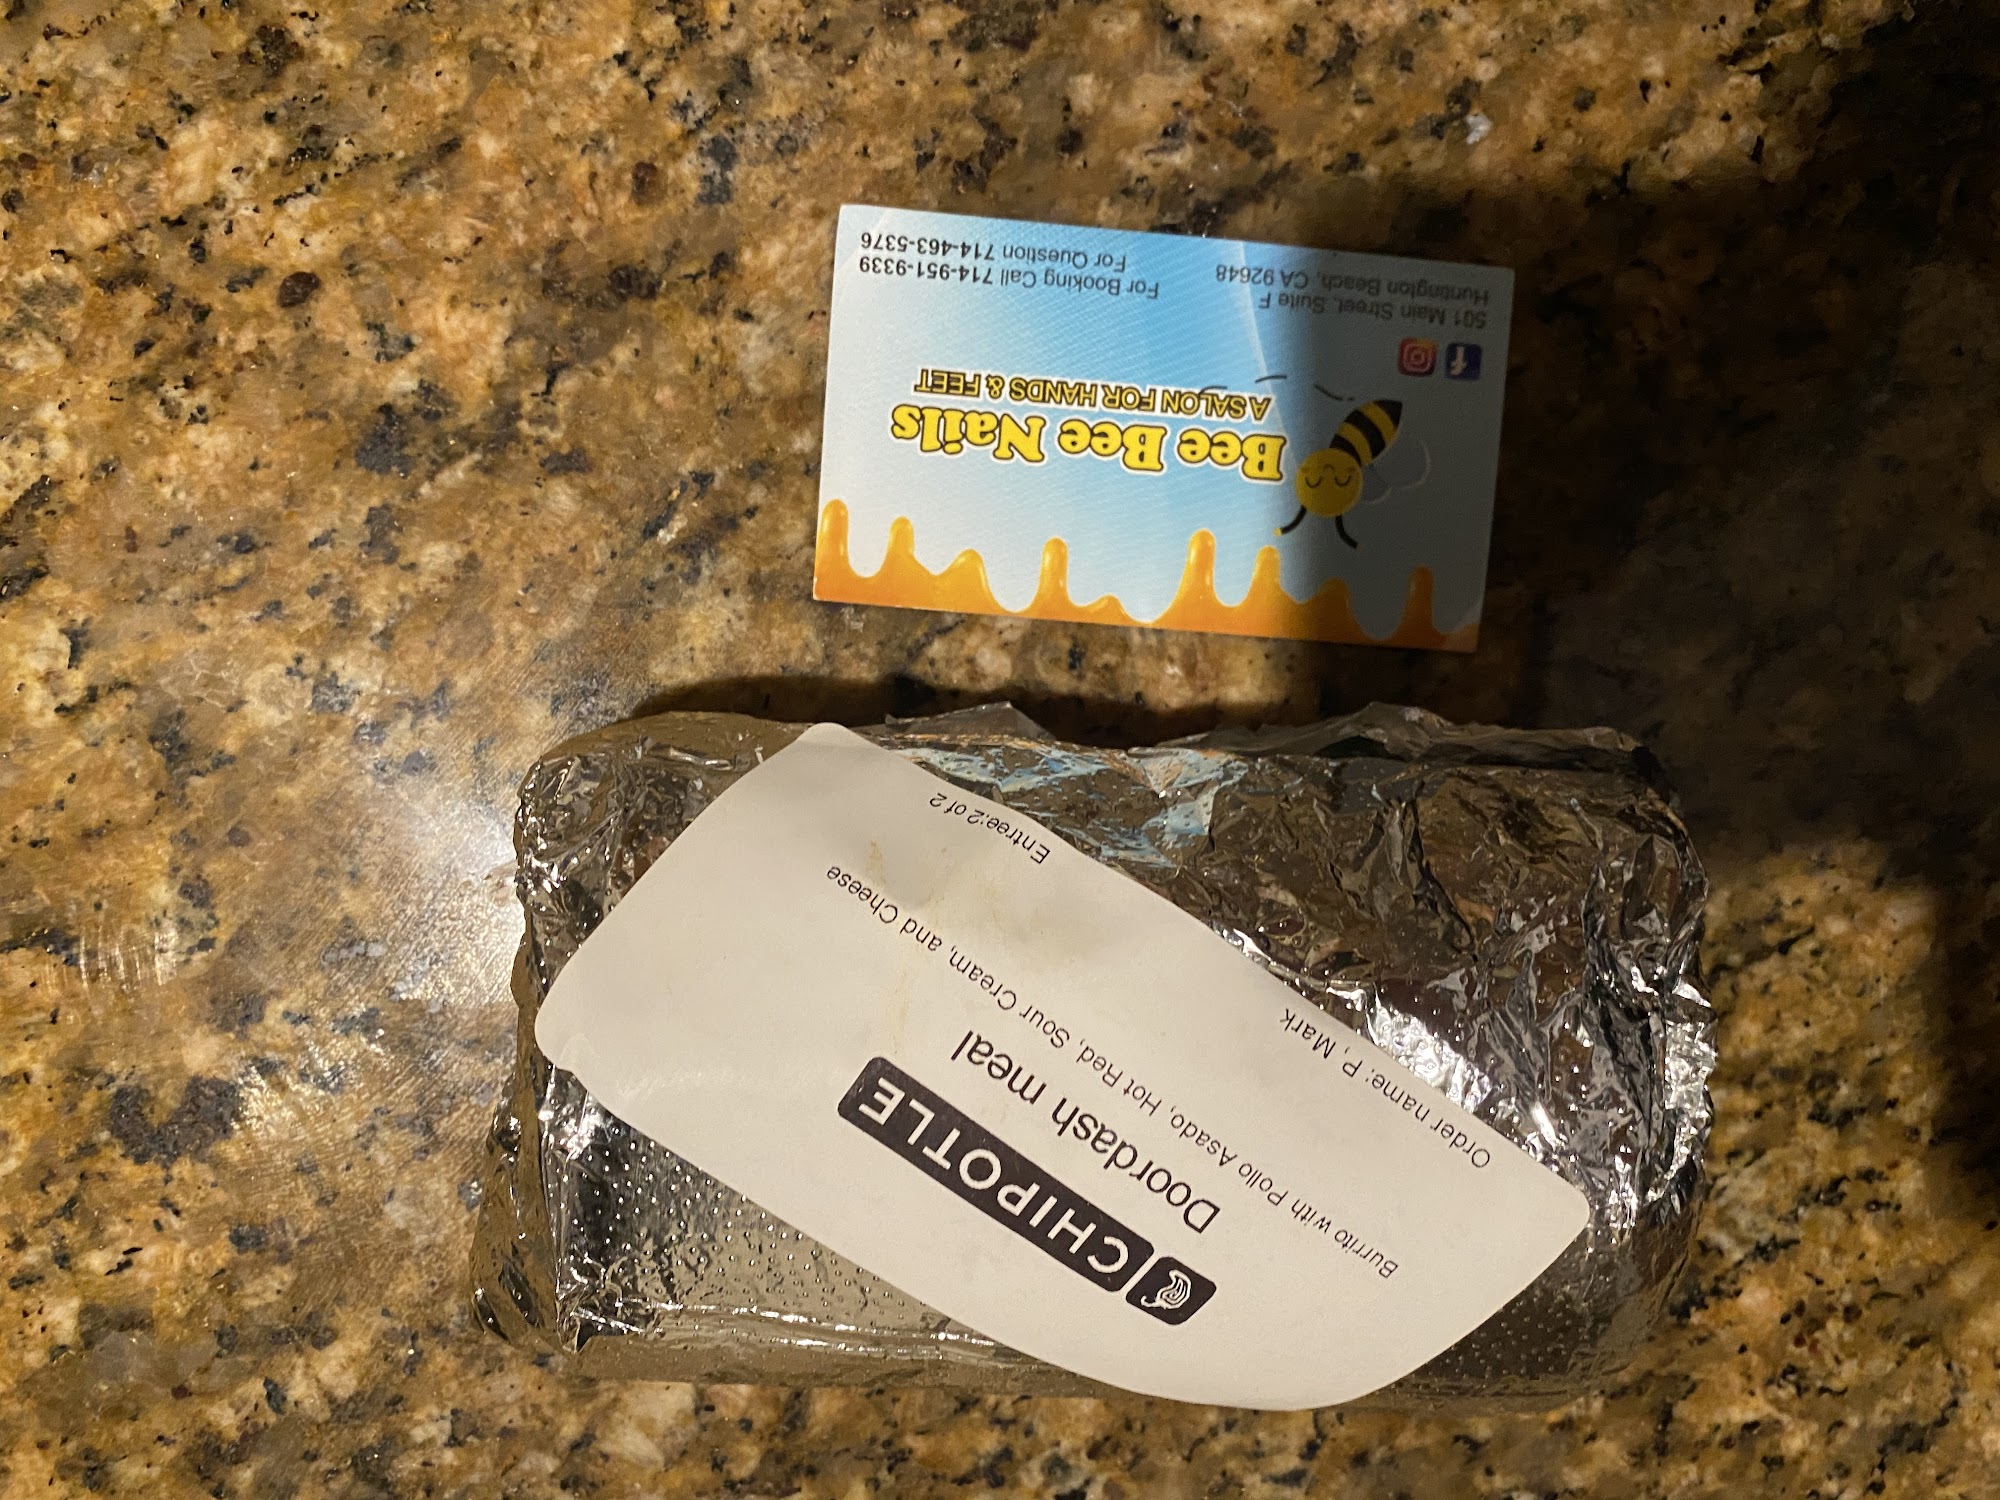 CHIPOTLE
Doordash meal
Burrito with Pollo Asado, Hot Red, Sour Cream, and Cheese
Order name: P, Mark
Entree:2 of 2
Bee Bee Nails
A SALON FOR HANDS & FEET
501 Main Street, Suite F
Huntington Beach, CA 92648
For Booking Call 714-951-9339
For Question 714-463-5376